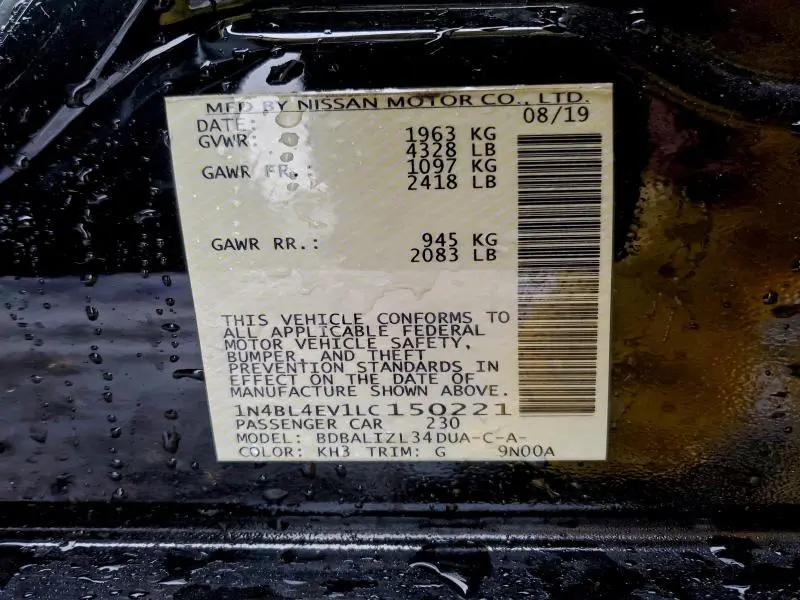 MFD BY NISSAN MOTOR CO., LTD.
DATE: 08/19
GVWR: 1963 KG
4328 LB
GAWR FR.: 1097 KG
2418 LB
GAWR RR.: 945 KG
2083 LB
THIS VEHICLE CONFORMS TO
ALL APPLICABLE FEDERAL
MOTOR VEHICLE SAFETY,
BUMPER, AND THEFT
PREVENTION STANDARDS IN
EFFECT ON THE DATE OF
MANUFACTURE SHOWN ABOVE.
1N4BL4EV1LC150221
PASSENGER CAR 230
MODEL: BDBALIZL34DUA-C-A-
COLOR: KH3 TRIM: G 9N00A